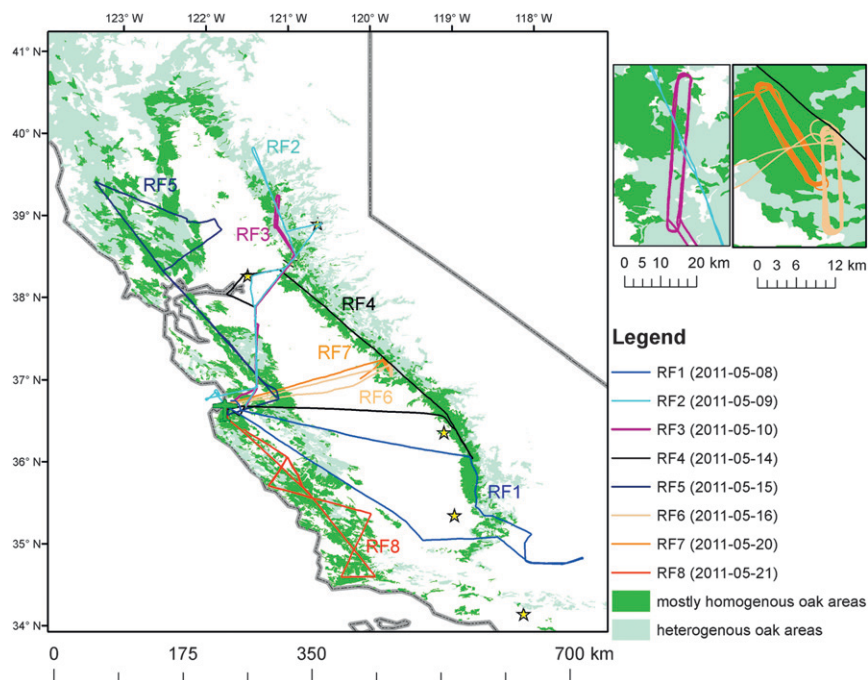 123° W 122° W 121° W 120° W 119° W 118° W
41° N
40° N
39° N
38° N
37° N
36° N
35° N
34° N
RF2
RF5
RF3
RF4
RF7
RF6
RF1
RF8
0 175 350 700 km
0 5 10 20 km
0 3 6 12 km
Legend
RF1 (2011-05-08)
RF2 (2011-05-09)
RF3 (2011-05-10)
RF4 (2011-05-14)
RF5 (2011-05-15)
RF6 (2011-05-16)
RF7 (2011-05-20)
RF8 (2011-05-21)
mostly homogenous oak areas
heterogenous oak areas